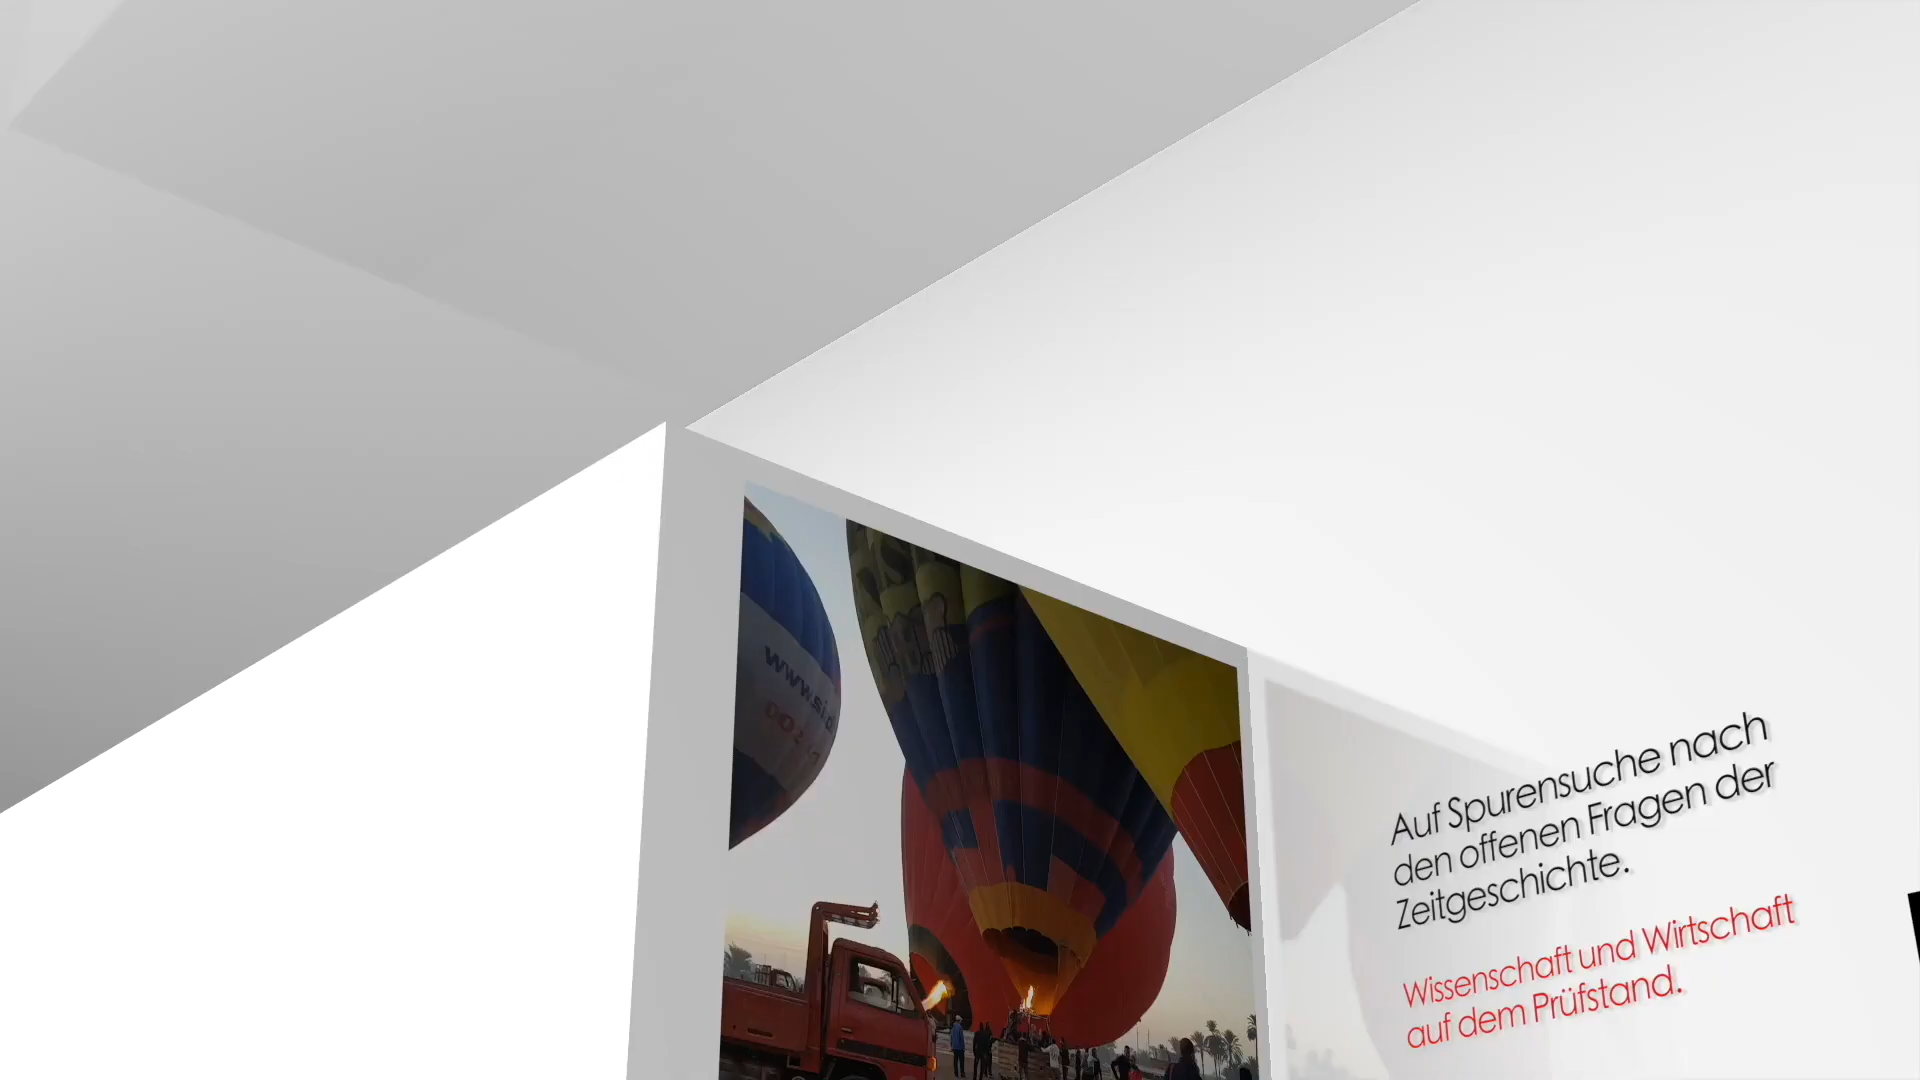 Auf Spurensuche nach
den offenen Fragen der
Zeitgeschichte.
Wissenschaft und Wirtschaft
auf dem Prüfstand.